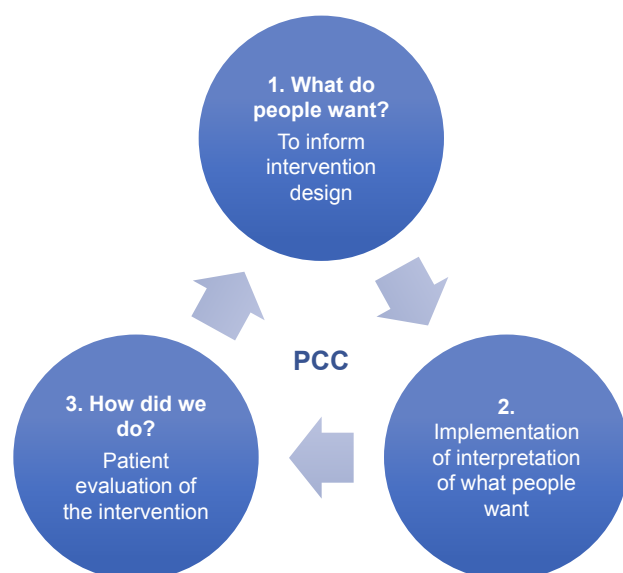 1. What do
people want?
To inform
intervention
design
PCC
2.
Implementation
of interpretation
of what people
want
3. How did we
do?
Patient
evaluation of
the intervention